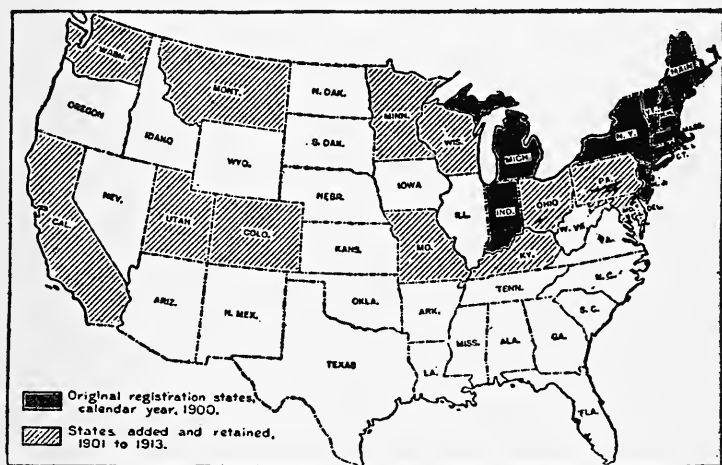 WASH.
MONT.
N. DAK.
MINN.
MAINE
OREGON
IDAHO
S. DAK.
WIS.
N.Y.
MICH.
WYO.
NEBR.
IOWA
PA.
NEV.
UTAH
COLO.
ILL.
IND.
OHIO
CT.
DEL.
CAL.
KANS.
MO.
W. VA.
VA.
KY.
ARIZ.
N. MEX.
OKLA.
ARK.
TENN.
N. C.
S. C.
TEXAS
LA.
MISS.
ALA.
GA.
FLA.
Original registration states,
calendar year, 1900.
States added and retained,
1901 to 1913.